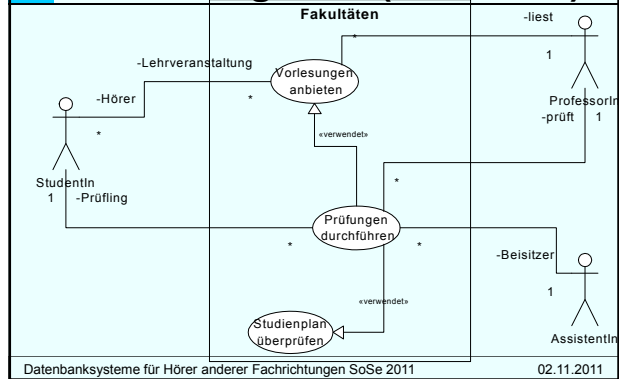 Fakultäten
-liest
*
-Lehrveranstaltung
1
Vorlesungen
anbieten
-Hörer
*
ProfessorIn
-prüft 1
*
«verwendet»
StudentIn
1 -Prüfling
*
Prüfungen
durchführen
*
*
-Beisitzer
1
«verwendet»
Studienplan
überprüfen
AssistentIn
Datenbanksysteme für Hörer anderer Fachrichtungen SoSe 2011
02.11.2011